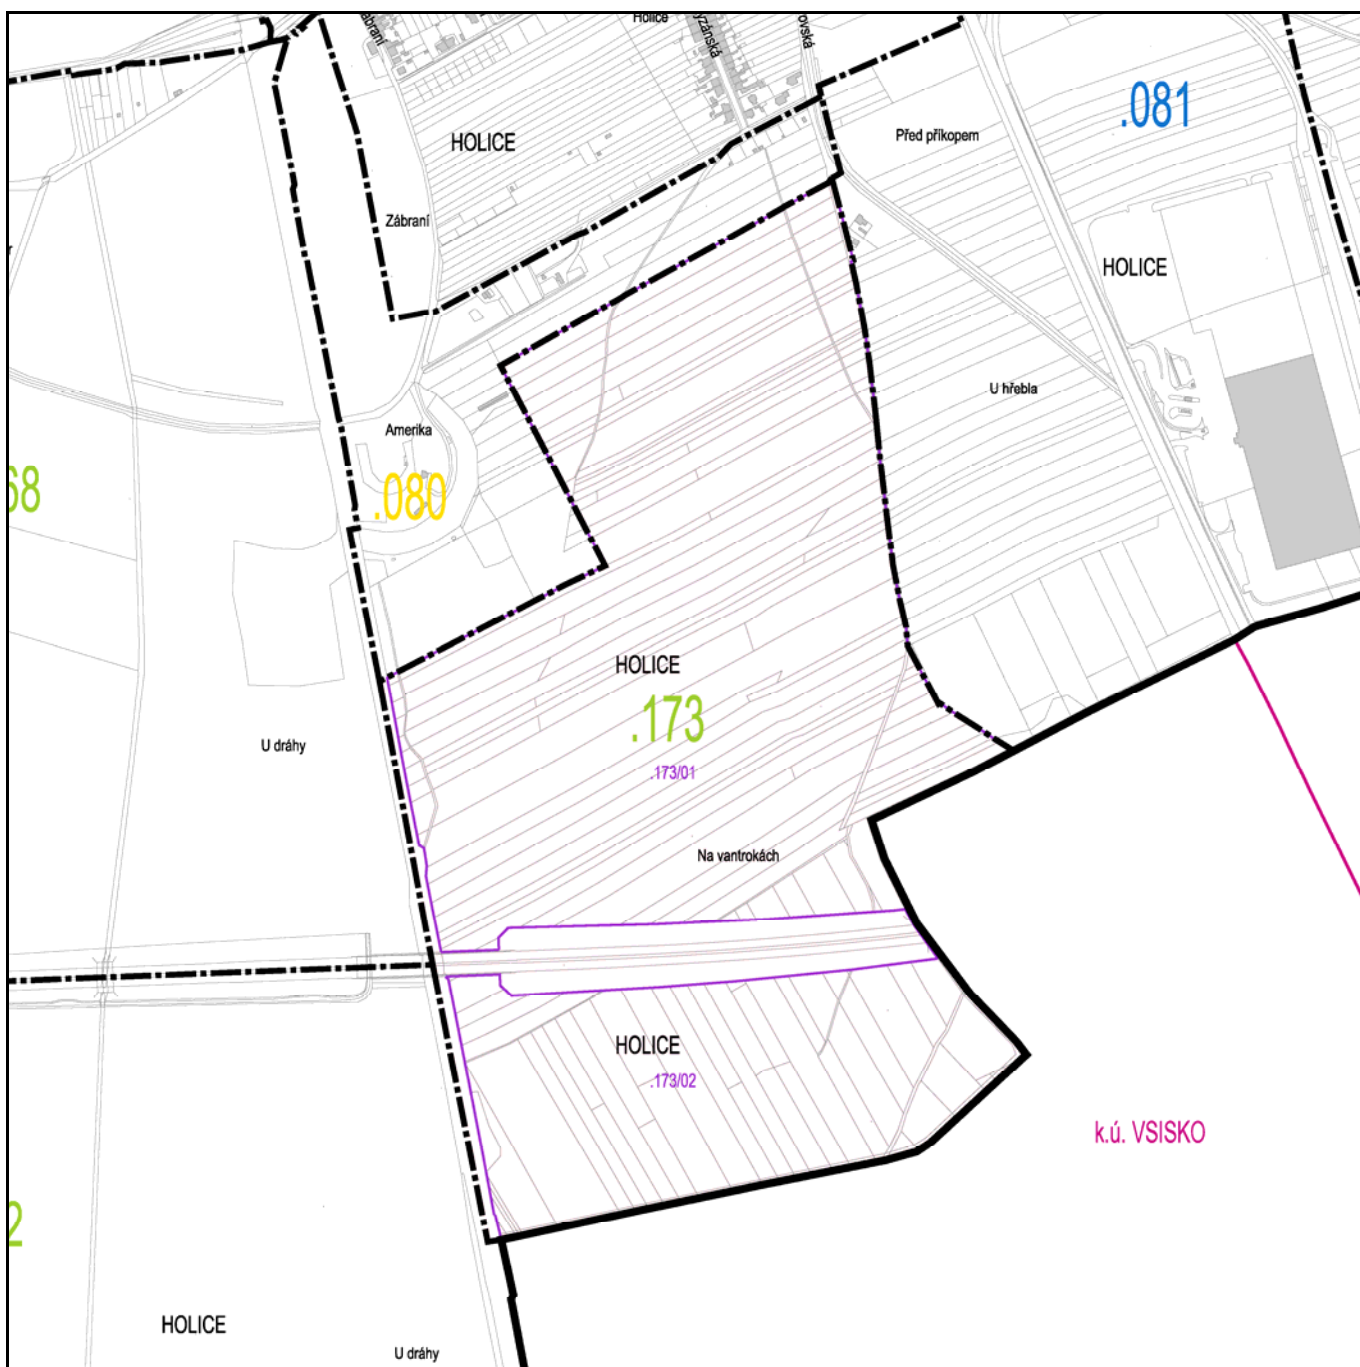 Holice
.081
Před příkopem
HOLICE
Zábraní
HOLICE
U hřebla
Amerika
.080
68
HOLICE
.173
.173/01
U dráhy
Na vantrokách
HOLICE
.173/02
k.ú. VSISKO
2
HOLICE
U dráhy